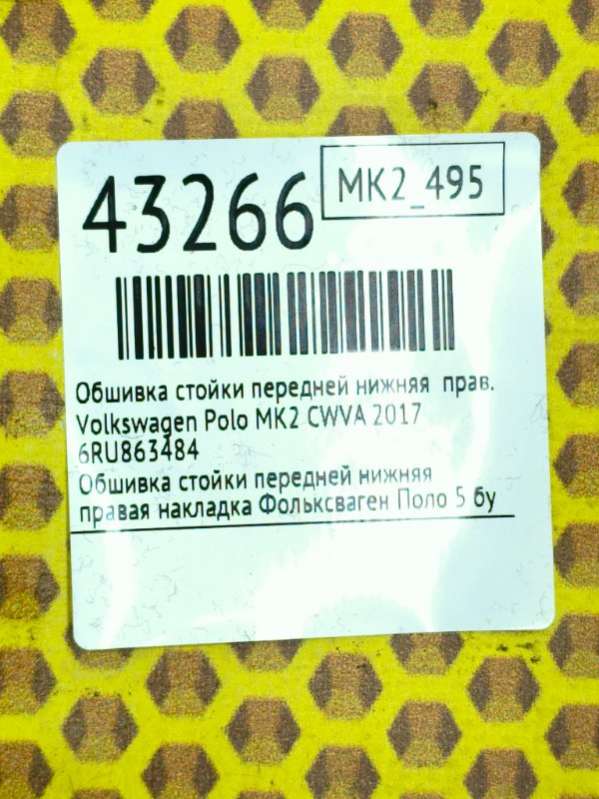 43266
MK2_495
Обшивка стойки передней нижняя прав.
Volkswagen Polo MK2 CWVA 2017
6RU863484
Обшивка стойки передней нижняя
правая накладка Фольксваген Поло 5 бу